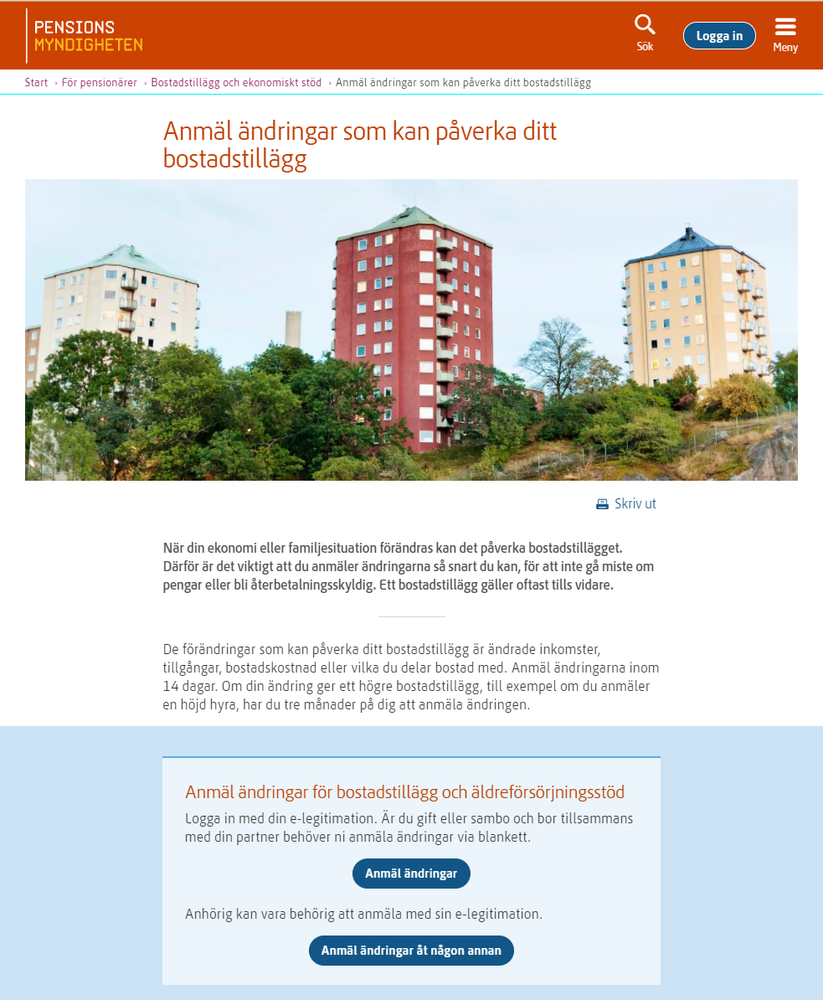 PENSIONS
MYNDIGHETEN
Sök
Logga in
Meny
Start › För pensionärer › Bostadstillägg och ekonomiskt stöd › Anmäl ändringar som kan påverka ditt bostadstillägg
Anmäl ändringar som kan påverka ditt
bostadstillägg
Skriv ut
När din ekonomi eller familjesituation förändras kan det påverka bostadstillägget.
Därför är det viktigt att du anmäler ändringarna så snart du kan, för att inte gå miste om
pengar eller bli återbetalningsskyldig. Ett bostadstillägg gäller oftast tills vidare.
De förändringar som kan påverka ditt bostadstillägg är ändrade inkomster,
tillgångar, bostadskostnad eller vilka du delar bostad med. Anmäl ändringarna inom
14 dagar. Om din ändring ger ett högre bostadstillägg, till exempel om du anmäler
en höjd hyra, har du tre månader på dig att anmäla ändringen.
Anmäl ändringar för bostadstillägg och äldreförsörjningsstöd
Logga in med din e-legitimation. Är du gift eller sambo och bor tillsammans
med din partner behöver ni anmäla ändringar via blankett.
Anmäl ändringar
Anhörig kan vara behörig att anmäla med sin e-legitimation.
Anmäl ändringar åt någon annan